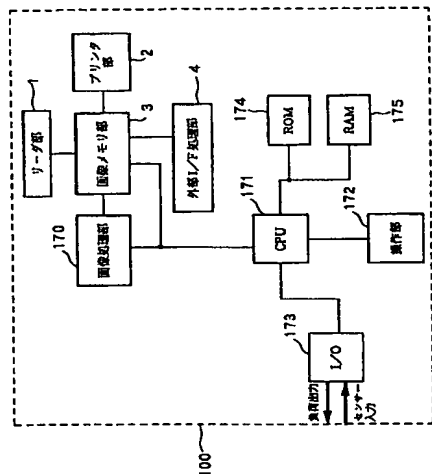 リーダ部
1
プリンタ部
2
画像メモリ部
3
外部I/F処理部
4
画像処理部
170
CPU
171
ROM
174
RAM
175
操作部
172
I/O
173
負荷出力
センサー
入力
100